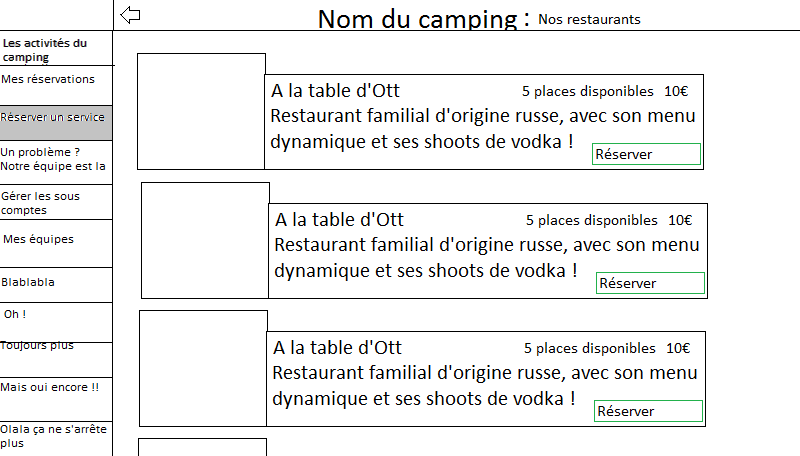 Nom du camping : Nos restaurants
Les activités du
camping
Mes réservations
Réserver un service
Un problème ?
Notre équipe est la
Gérer les sous
comptes
Mes équipes
Blablabla
Oh !
Toujours plus
Mais oui encore !!
Olala ça ne s'arrête
plus
A la table d'Ott 5 places disponibles 10€
Restaurant familial d'origine russe, avec son menu
dynamique et ses shoots de vodka !
Réserver
A la table d'Ott 5 places disponibles 10€
Restaurant familial d'origine russe, avec son menu
dynamique et ses shoots de vodka !
Réserver
A la table d'Ott 5 places disponibles 10€
Restaurant familial d'origine russe, avec son menu
dynamique et ses shoots de vodka !
Réserver